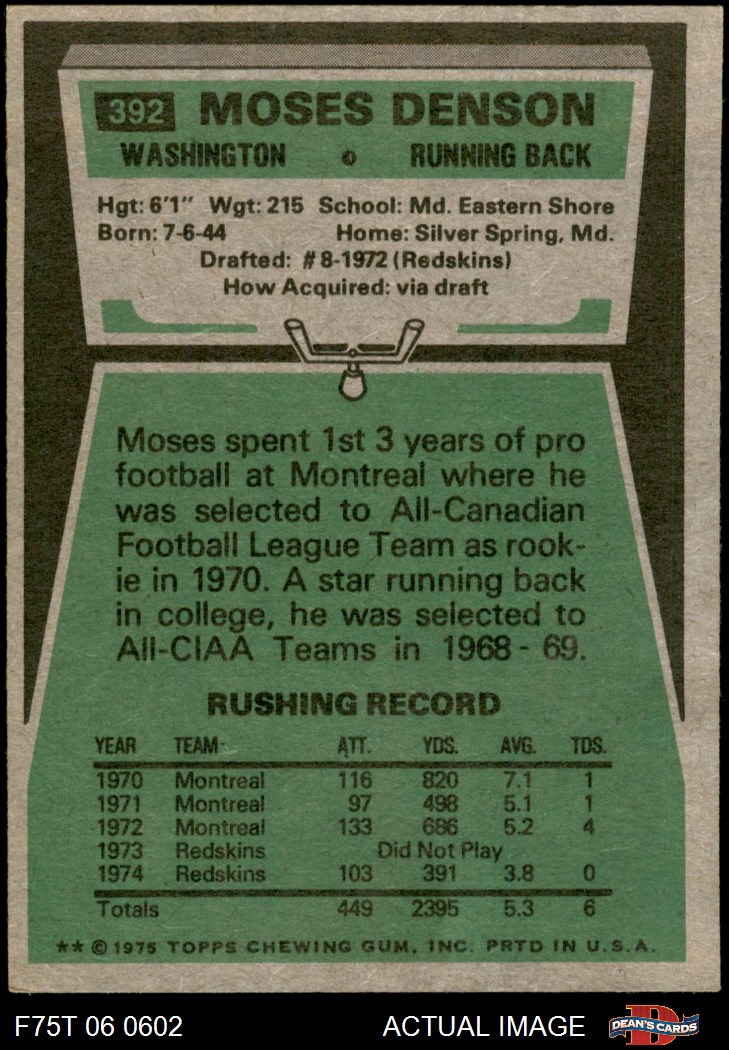 392 MOSES DENSON
WASHINGTON RUNNING BACK
Hgt: 6'1" Wgt: 215 School: Md. Eastern Shore
Born: 7-6-44 Home: Silver Spring, Md.
Drafted: #8-1972 (Redskins)
How Acquired: via draft
Moses spent 1st 3 years of pro
football at Montreal where he
was selected to All-Canadian
Football League Team as rook-
ie in 1970. A star running back
in college, he was selected to
All-CIAA Teams in 1968 - 69.
RUSHING RECORD
YEAR TEAM ATT. YDS. AVG. TDS.
1970 Montreal 116 820 7.1 1
1971 Montreal 97 498 5.1 1
1972 Montreal 133 686 5.2 4
1973 Redskins Did Not Play
1974 Redskins 103 391 3.8 0
Totals 449 2395 5.3 6
** © 1975 TOPPS CHEWING GUM, INC. PRTD IN U.S.A.
F75T 06 0602 ACTUAL IMAGE DEAN'S CARDS